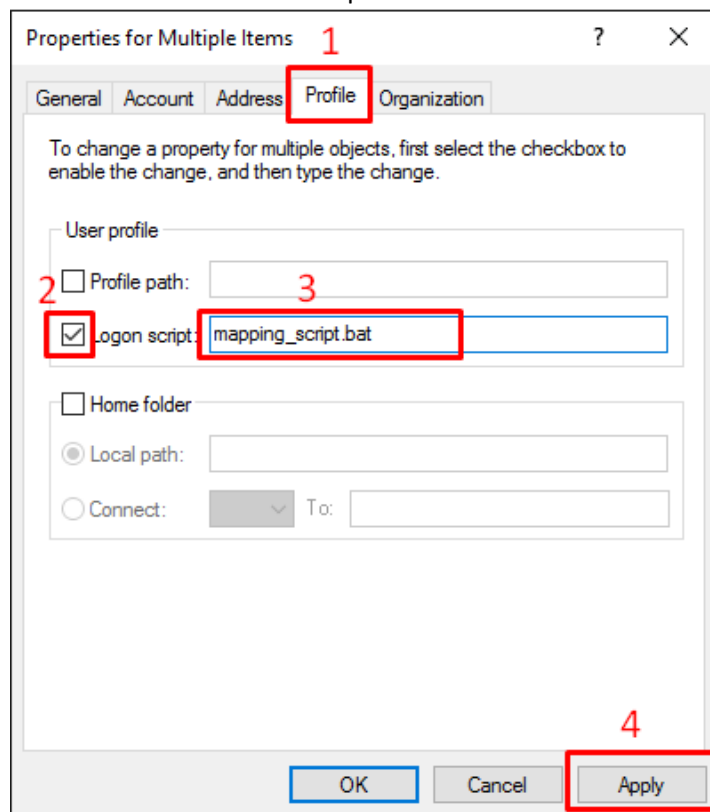 Properties for Multiple Items 1 ?
General Account Address Profile Organization
To change a property for multiple objects, first select the checkbox to
enable the change, and then type the change.
User profile
2 Profile path: 3
Logon script: mapping_script.bat
Home folder
Local path:
Connect: To:
4
OK Cancel Apply